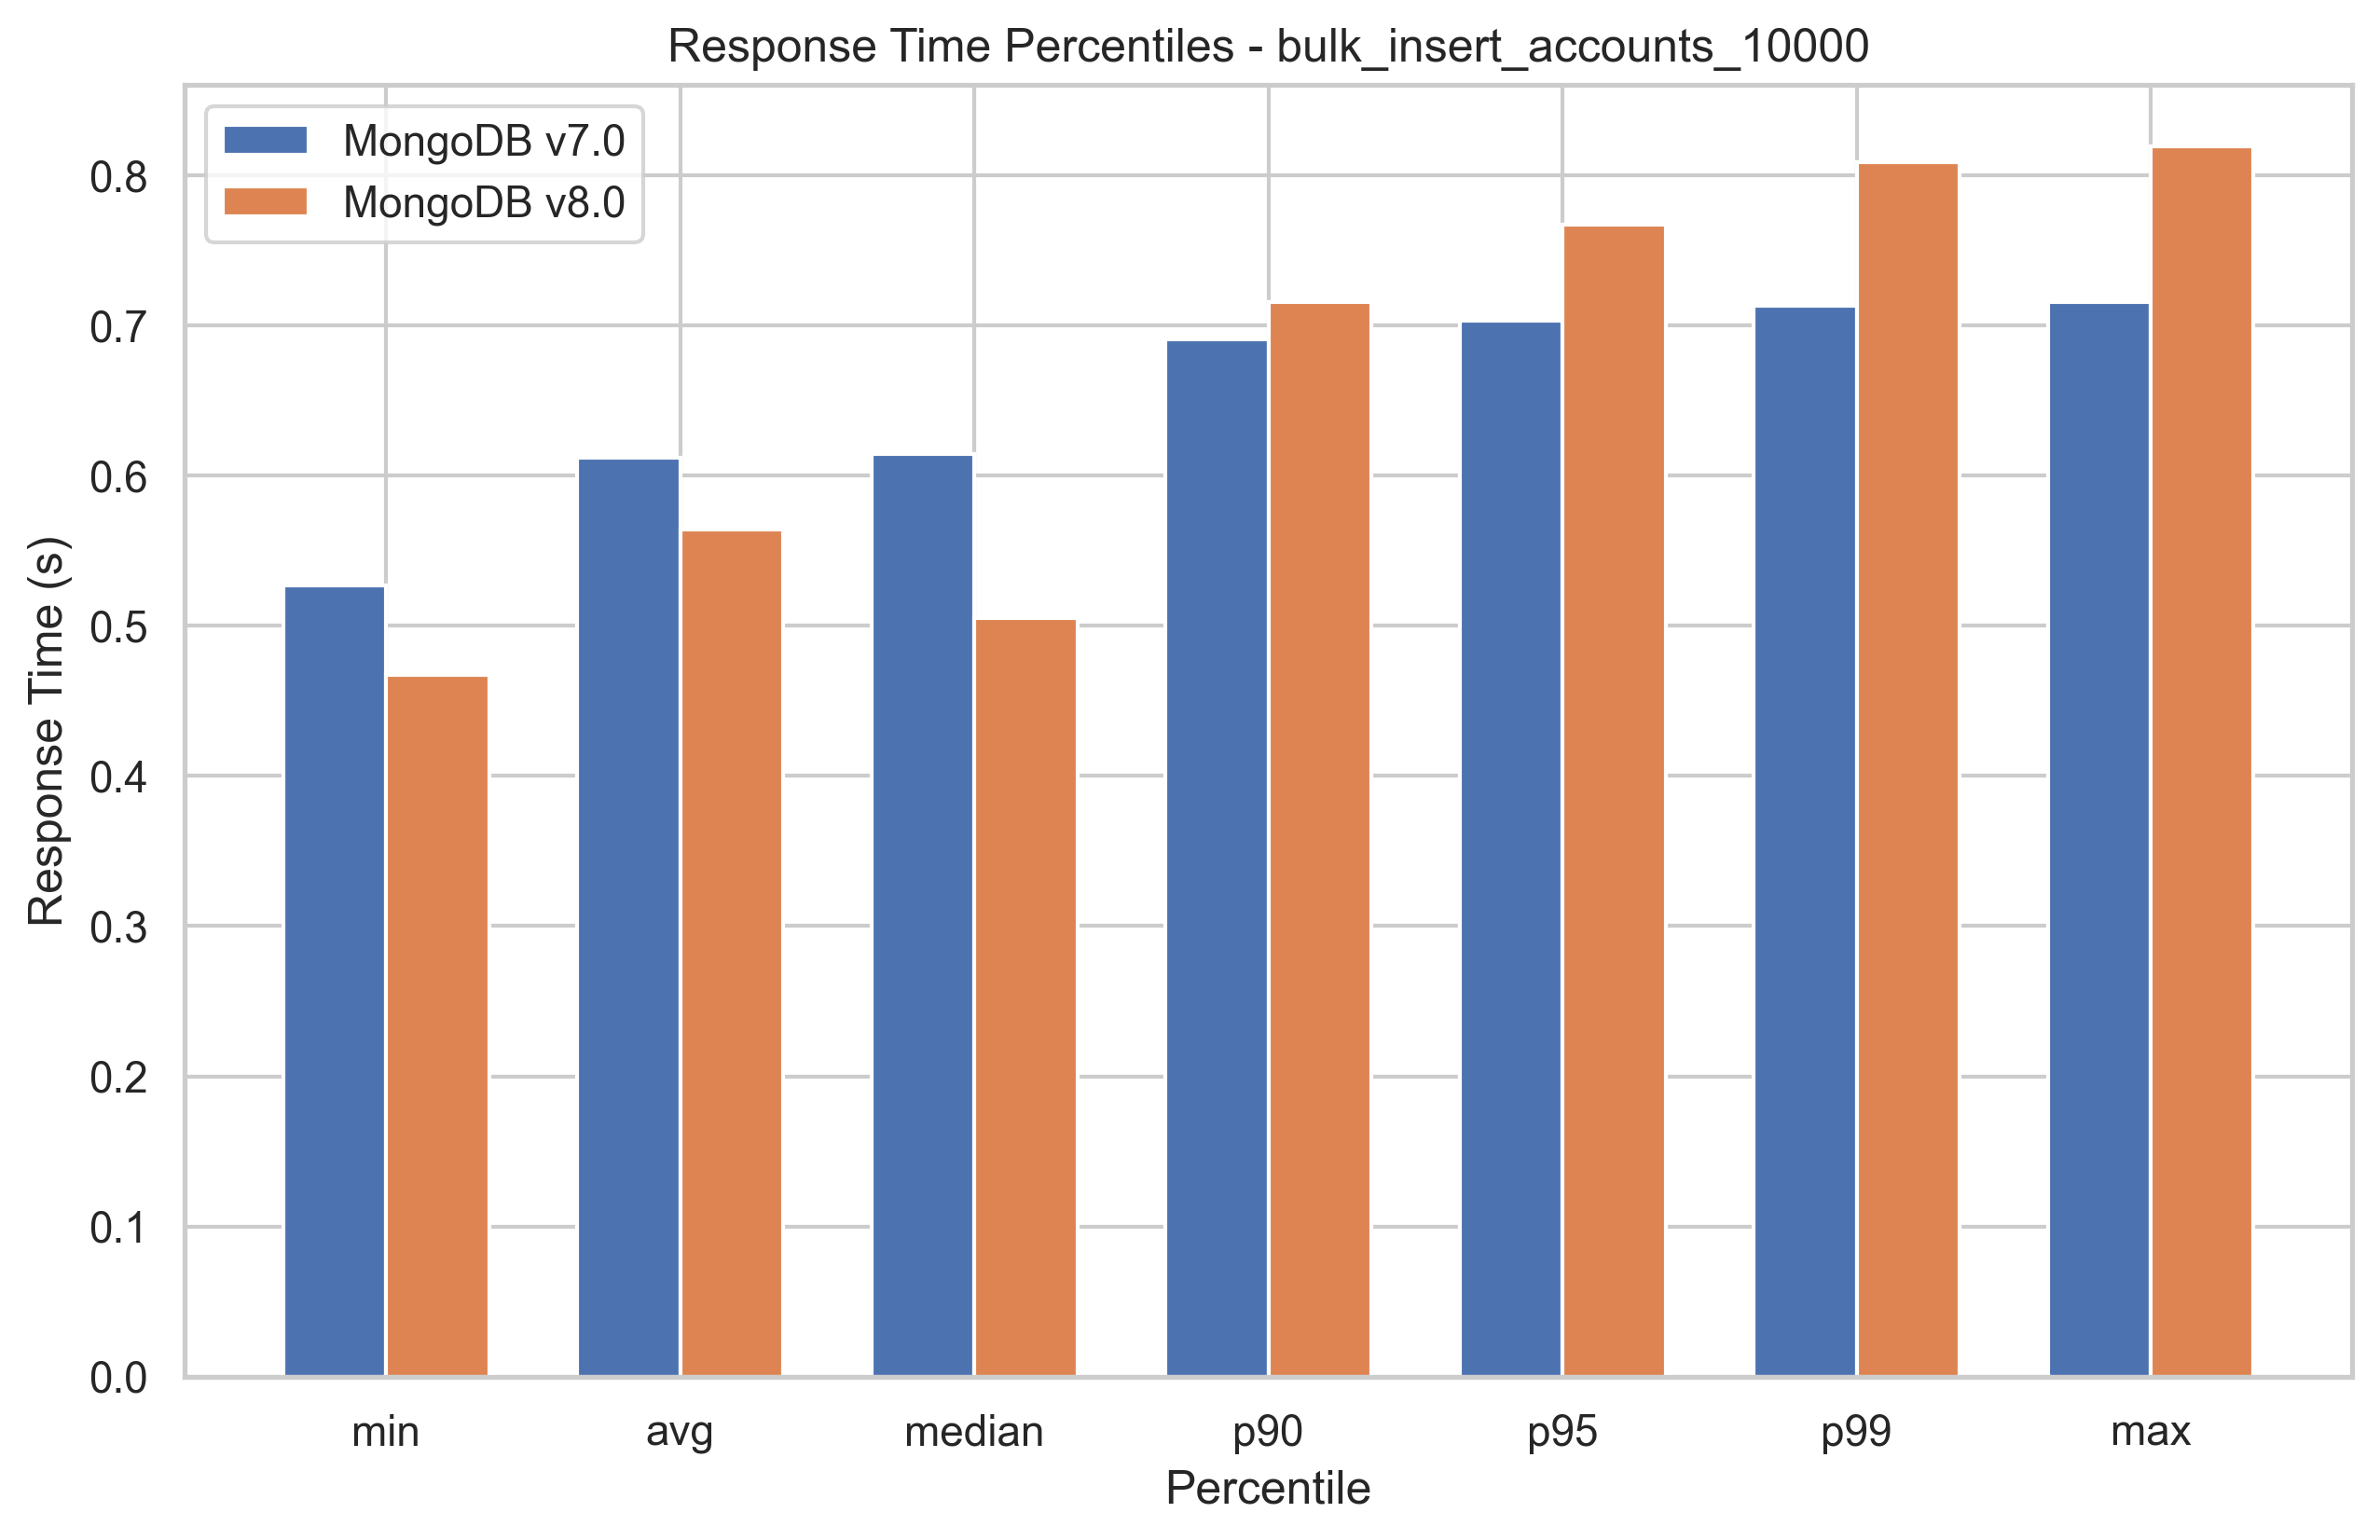 Response Time Percentiles - bulk_insert_accounts_10000
MongoDB v7.0
MongoDB v8.0
Response Time (s)
0.8
0.7
0.6
0.5
0.4
0.3
0.2
0.1
0.0
min avg median p90 p95 p99 max
Percentile